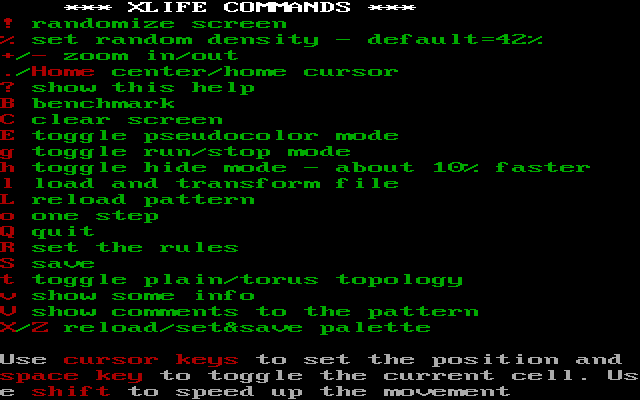 *** XLIFE COMMANDS ***
! randomize screen
% set random density - default=42%
+/- zoom in/out
./Home center/home cursor
? show this help
B benchmark
C clear screen
E toggle pseudocolor mode
g toggle run/stop mode
h toggle hide mode - about 10% faster
l load and transform file
L reload pattern
o one step
Q quit
R set the rules
S save
t toggle plain/torus topology
v show some info
V show comments to the pattern
X/Z reload/set&save palette
Use cursor keys to set the position and
space key to toggle the current cell. Us
e shift to speed up the movement